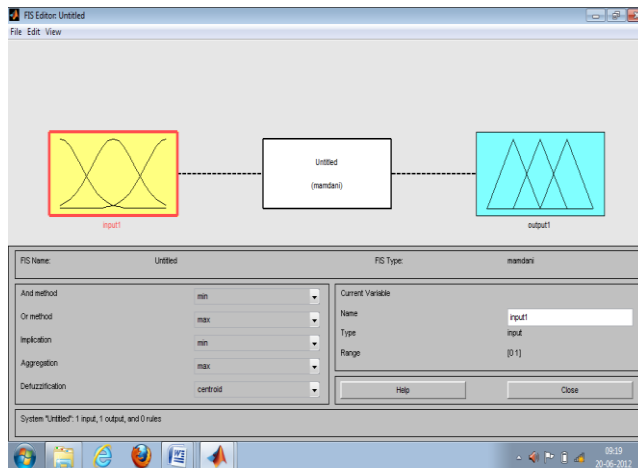 FIS Editor: Untitled
File Edit View
Untitled
(mamdani)
input1
output1
FIS Name: Untitled FIS Type: mamdani
And method min
Or method max
Implication min
Aggregation max
Defuzzification centroid
Current Variable
Name input1
Type input
Range [0 1]
Help Close
System "Untitled": 1 input, 1 output, and 0 rules
09:19
20-06-2012